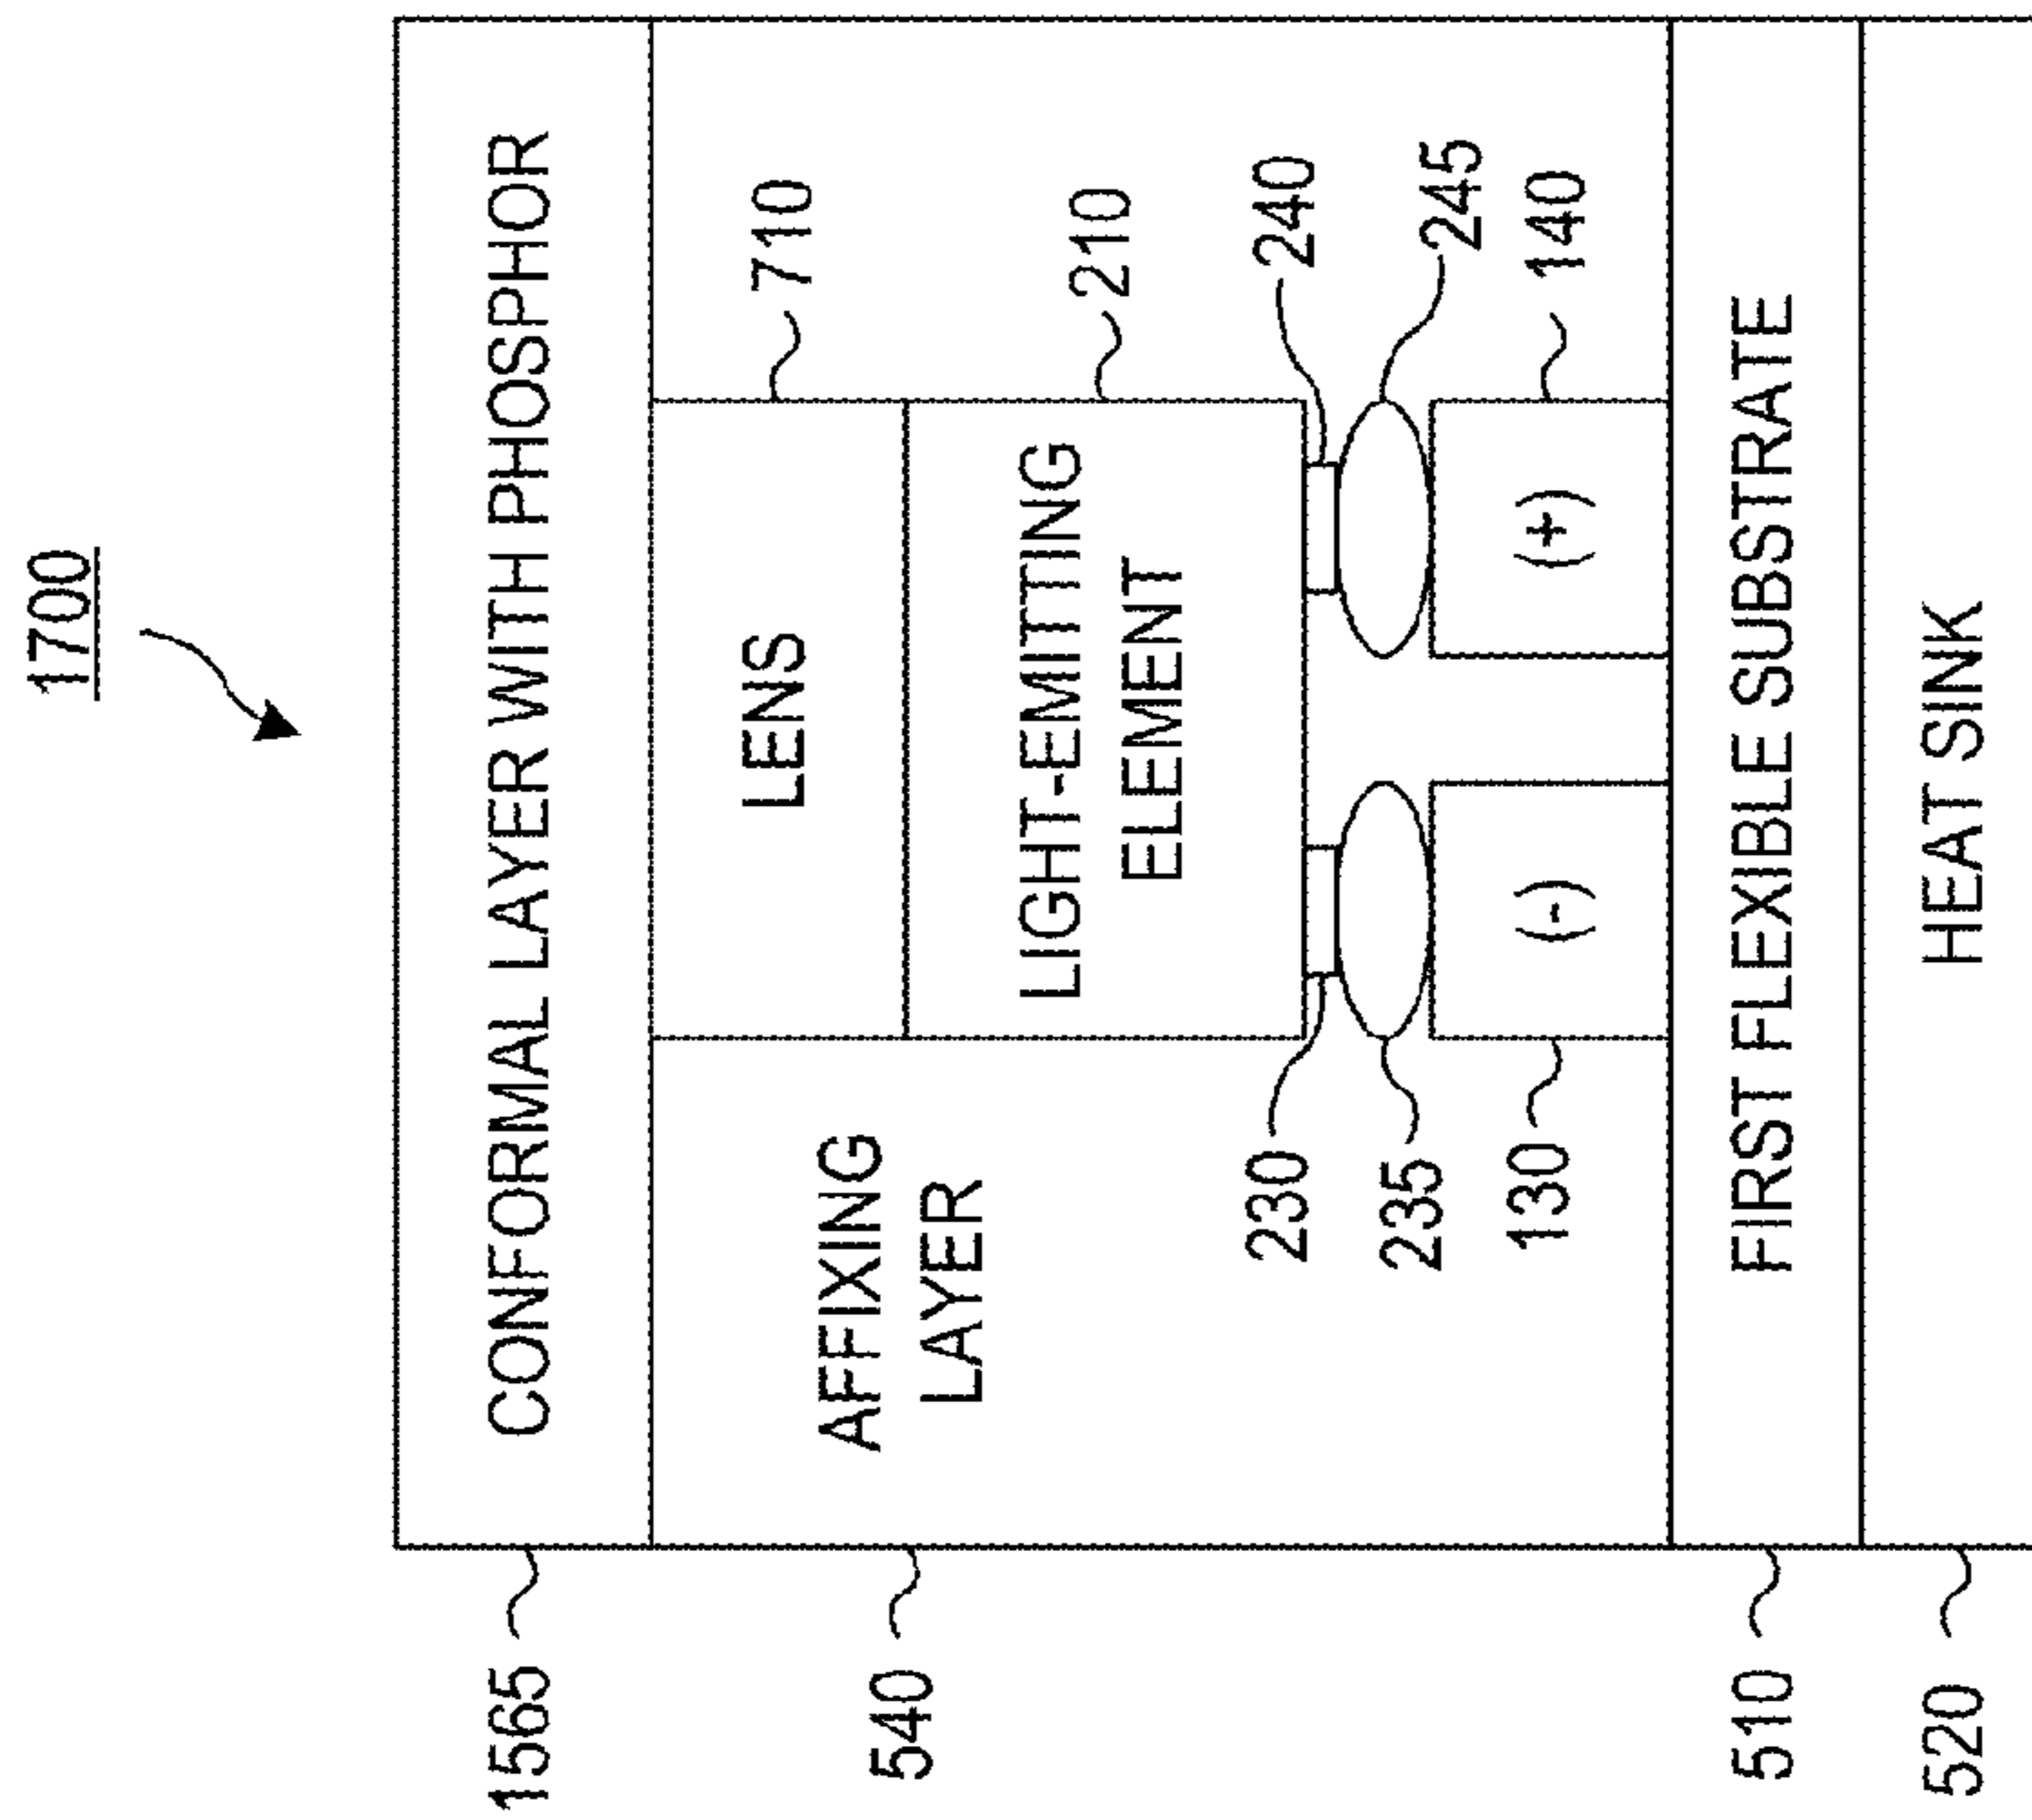 1700
1565
CONFORMAL LAYER WITH PHOSPHOR
LENS
710
540
AFFIXING
LAYER
LIGHT-EMITTING
ELEMENT
210
230
240
235
245
130
(-)
(+)
140
510
FIRST FLEXIBLE SUBSTRATE
520
HEAT SINK